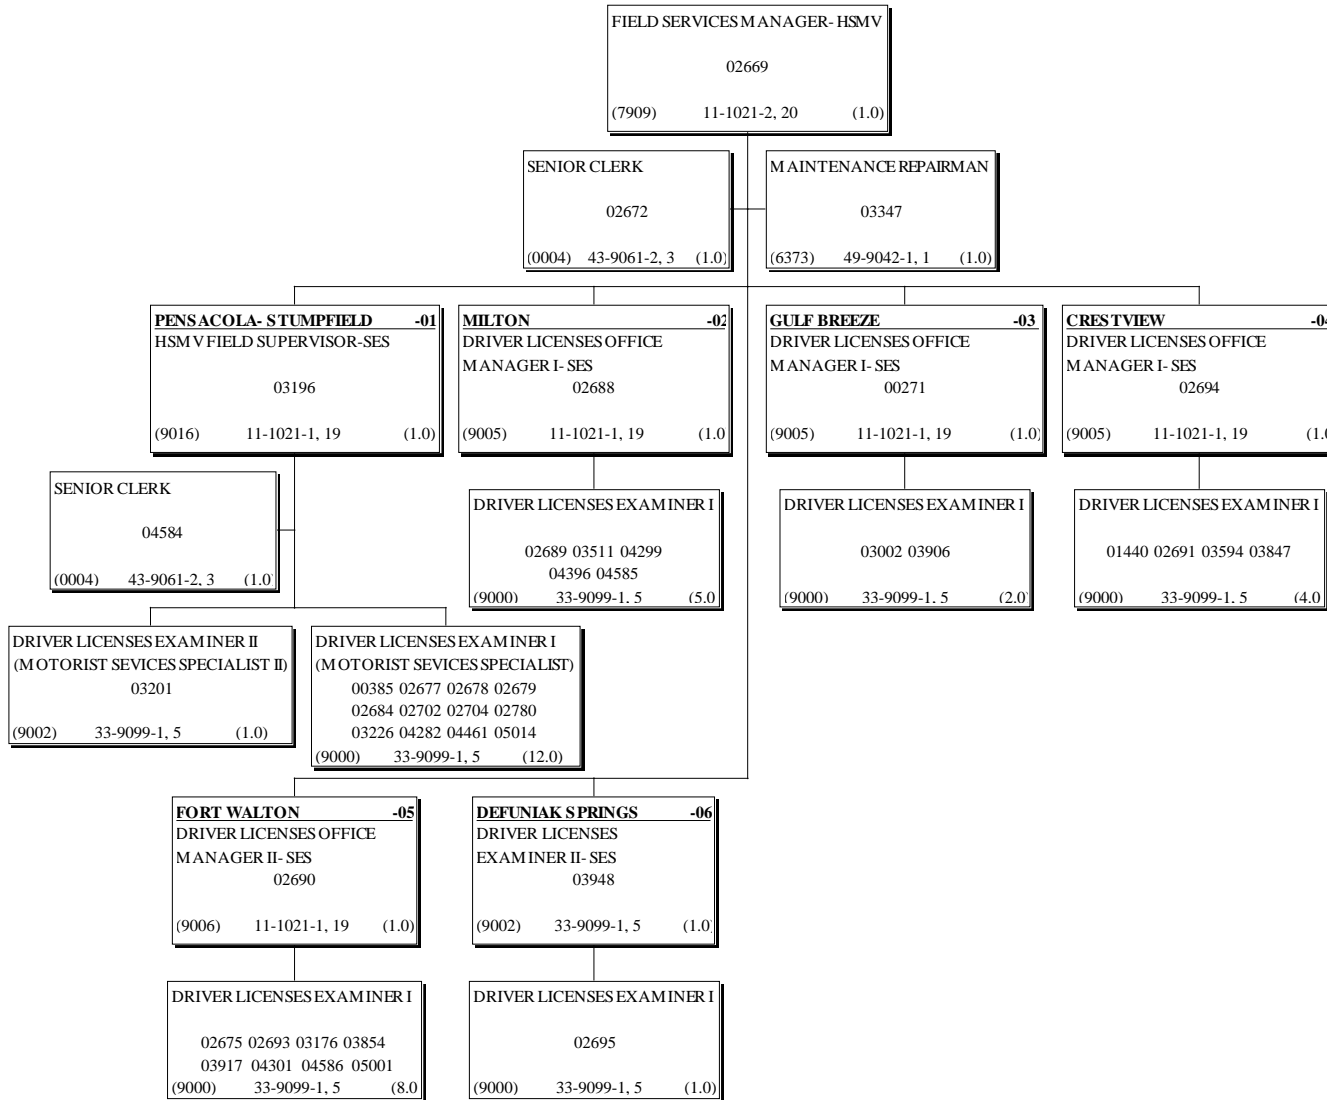 FIELD SERVICES MANAGER- HSMV
02669
(7909) 11-1021-2, 20 (1.0)
SENIOR CLERK
02672
(0004) 43-9061-2, 3 (1.0)
MAINTENANCE REPAIRMAN
03347
(6373) 49-9042-1, 1 (1.0)
PENSACOLA- STUMPFIELD -01
HSMV FIELD SUPERVISOR-SES
03196
(9016) 11-1021-1, 19 (1.0)
MILTON -02
DRIVER LICENSES OFFICE
MANAGER I- SES
02688
(9005) 11-1021-1, 19 (1.0
GULF BREEZE -03
DRIVER LICENSES OFFICE
MANAGER I- SES
00271
(9005) 11-1021-1, 19 (1.0)
CRESTVIEW -04
DRIVER LICENSES OFFICE
MANAGER I- SES
02694
(9005) 11-1021-1, 19 (1.0
SENIOR CLERK
04584
(0004) 43-9061-2, 3 (1.0)
DRIVER LICENSES EXAMINER I
02689 03511 04299
04396 04585
(9000) 33-9099-1, 5 (5.0
DRIVER LICENSES EXAMINER I
03002 03906
(9000) 33-9099-1, 5 (2.0)
DRIVER LICENSES EXAMINER I
01440 02691 03594 03847
(9000) 33-9099-1, 5 (4.0
DRIVER LICENSES EXAMINER II
(MOTORIST SEVICES SPECIALIST II)
03201
(9002) 33-9099-1, 5 (1.0)
DRIVER LICENSES EXAMINER I
(MOTORIST SEVICES SPECIALIST)
00385 02677 02678 02679
02684 02702 02704 02780
03226 04282 04461 05014
(9000) 33-9099-1, 5 (12.0)
FORT WALTON -05
DRIVER LICENSES OFFICE
MANAGER II- SES
02690
(9006) 11-1021-1, 19 (1.0)
DEFUNIAK SPRINGS -06
DRIVER LICENSES
EXAMINER II- SES
03948
(9002) 33-9099-1, 5 (1.0)
DRIVER LICENSES EXAMINER I
02675 02693 03176 03854
03917 04301 04586 05001
(9000) 33-9099-1, 5 (8.0
DRIVER LICENSES EXAMINER I
02695
(9000) 33-9099-1, 5 (1.0)